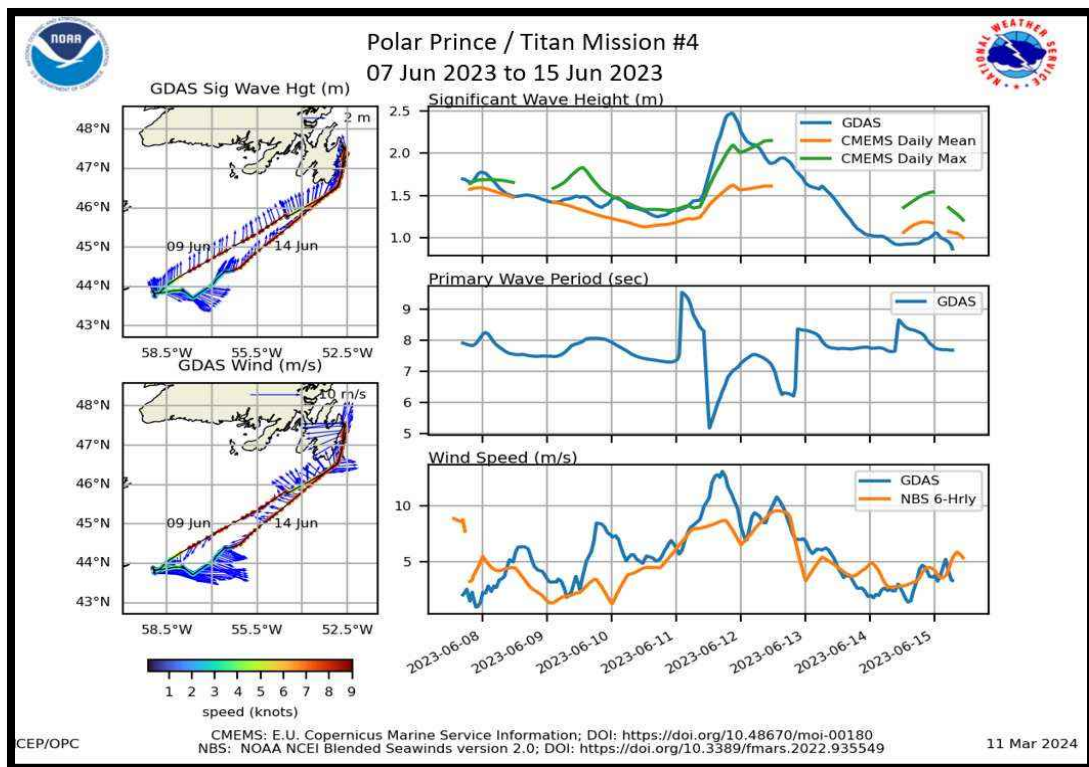 Polar Prince / Titan Mission #4
07 Jun 2023 to 15 Jun 2023
NOAA
NATIONAL WEATHER SERVICE
GDAS Sig Wave Hgt (m)
2 m
48°N
47°N
46°N
45°N
44°N
43°N
09 Jun
14 Jun
58.5°W 55.5°W 52.5°W
GDAS Wind (m/s)
10 m/s
48°N
47°N
46°N
45°N
44°N
43°N
09 Jun
14 Jun
58.5°W 55.5°W 52.5°W
1 2 3 4 5 6 7 8 9
speed (knots)
Significant Wave Height (m)
2.5
2.0
1.5
1.0
GDAS
CMEMS Daily Mean
CMEMS Daily Max
Primary Wave Period (sec)
9
8
7
6
5
GDAS
Wind Speed (m/s)
10
5
GDAS
NBS 6-Hrly
2023-06-08
2023-06-09
2023-06-10
2023-06-11
2023-06-12
2023-06-13
2023-06-14
2023-06-15
CEP/OPC
CMEMS: E.U. Copernicus Marine Service Information; DOI: https://doi.org/10.48670/moi-00180
NBS: NOAA NCEI Blended Seawinds version 2.0; DOI: https://doi.org/10.3389/fmars.2022.935549
11 Mar 2024